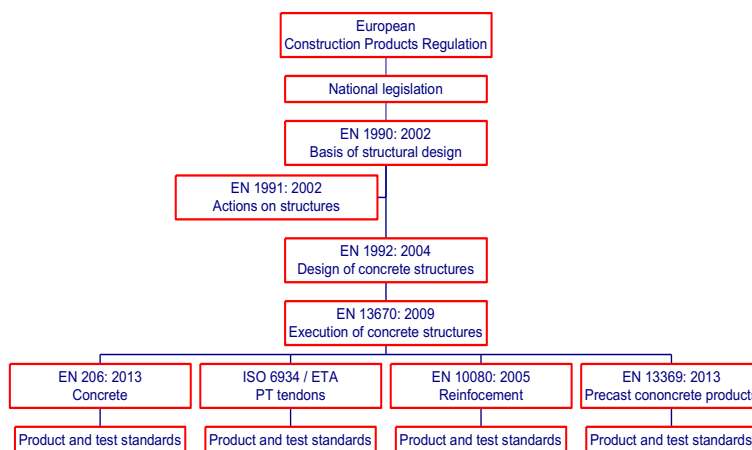 European
Construction Products Regulation
National legislation
EN 1990: 2002
Basis of structural design
EN 1991: 2002
Actions on structures
EN 1992: 2004
Design of concrete structures
EN 13670: 2009
Execution of concrete structures
EN 206: 2013
Concrete
ISO 6934 / ETA
PT tendons
EN 10080: 2005
Reinfocement
EN 13369: 2013
Precast cononcrete products
Product and test standards
Product and test standards
Product and test standards
Product and test standards